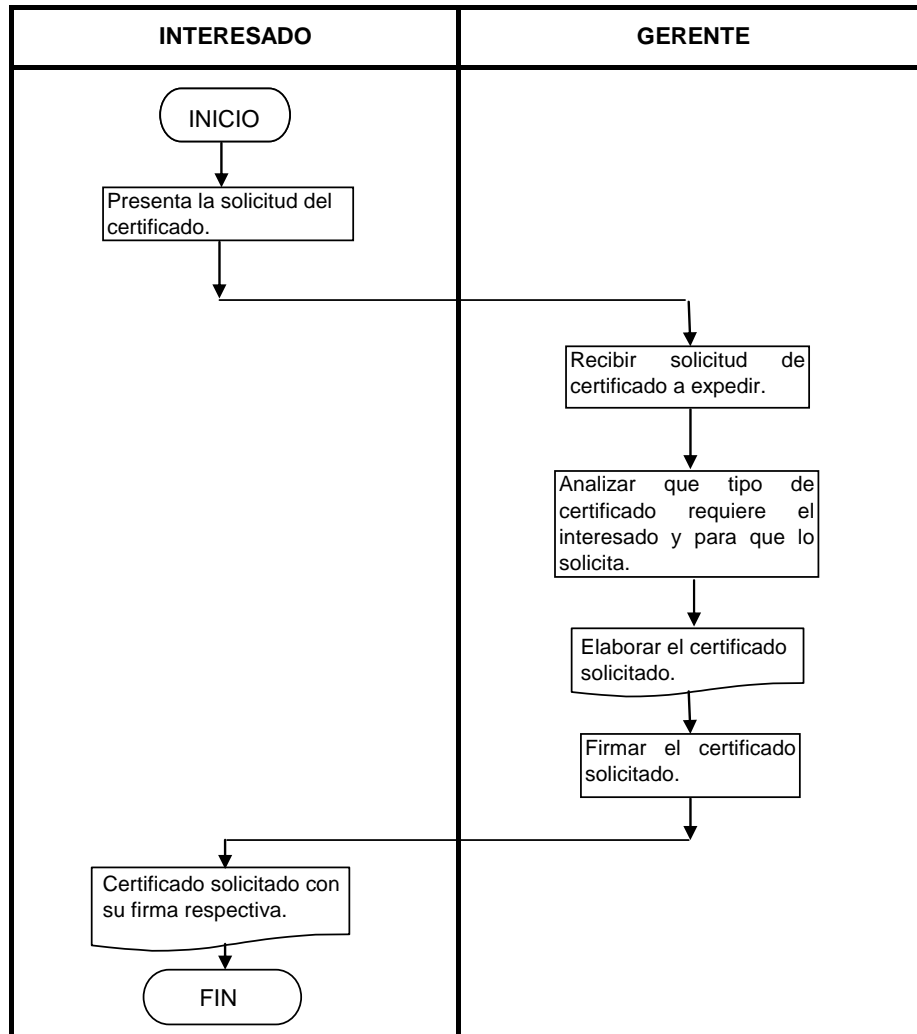 INTERESADO
GERENTE
INICIO
Presenta la solicitud del
certificado.
Recibir solicitud de
certificado a expedir.
Analizar que tipo de
certificado requiere el
interesado y para que lo
solicita.
Elaborar el certificado
solicitado.
Firmar el certificado
solicitado.
Certificado solicitado con
su firma respectiva.
FIN